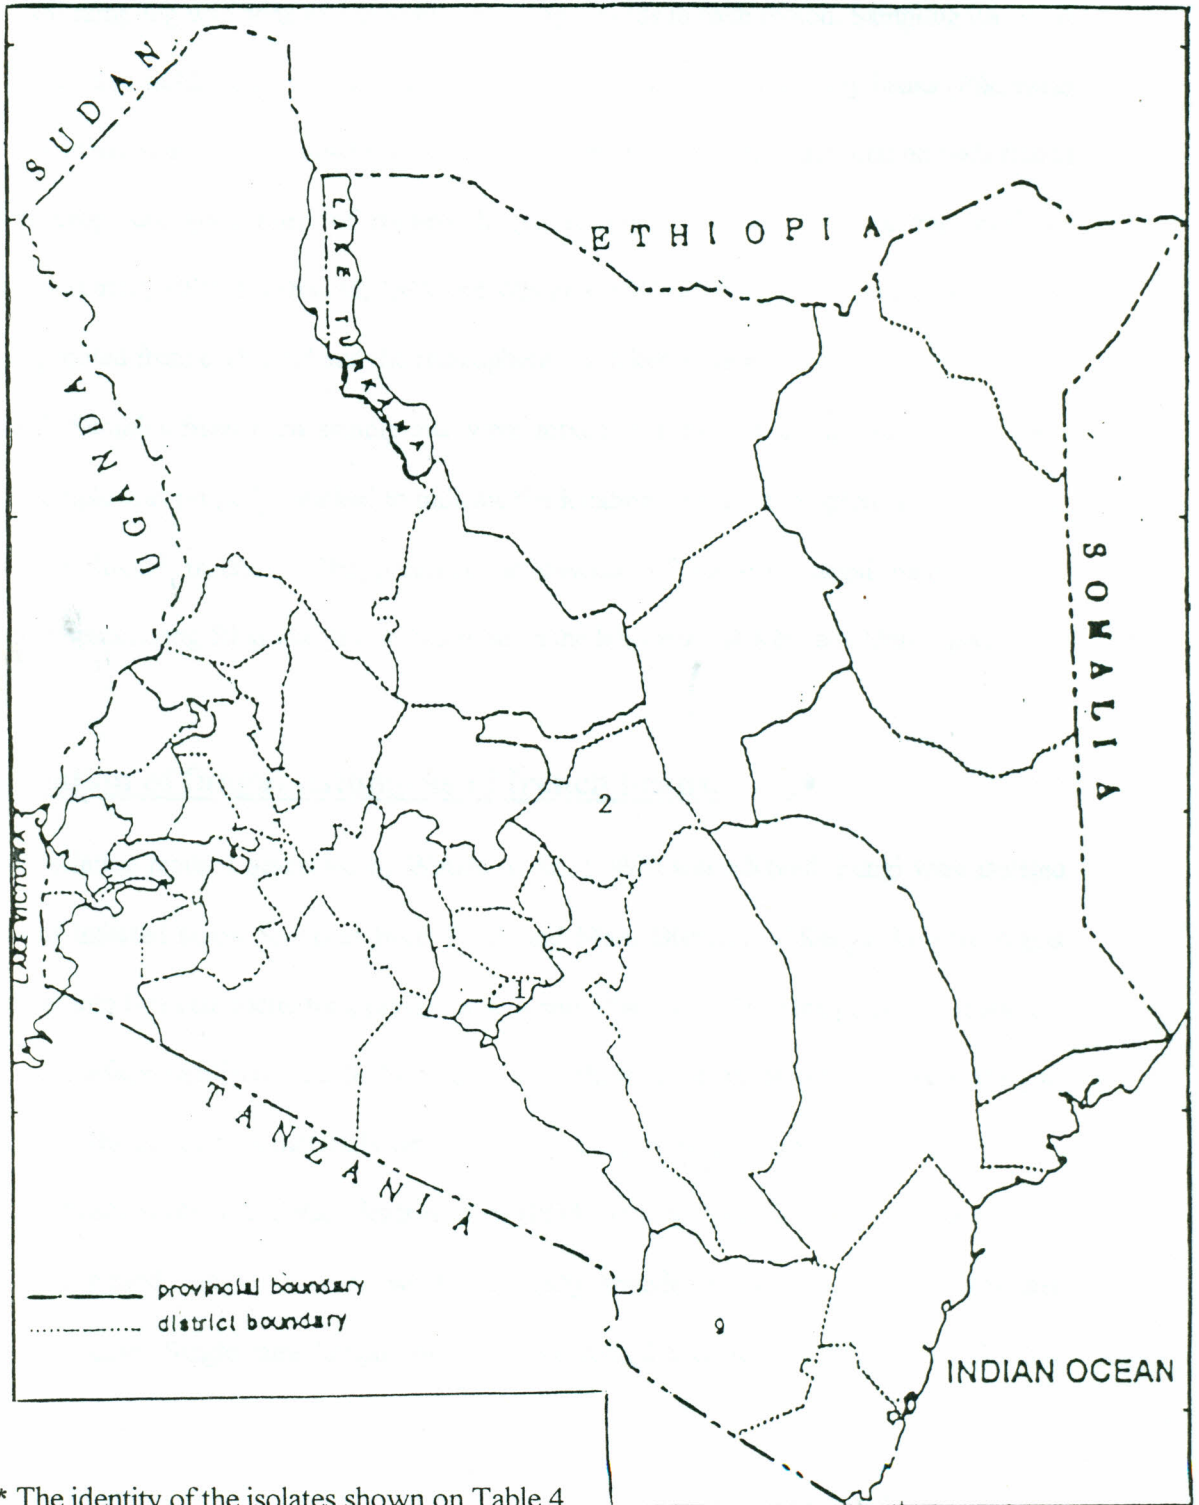 SUDAN
ETHIOPIA
LAKE TURKANA
UGANDA
SOMALIA
2
LAKE VICTORIA
1
TANZANIA
provincial boundary
district boundary
9
INDIAN OCEAN
* The identity of the isolates shown on Table 4